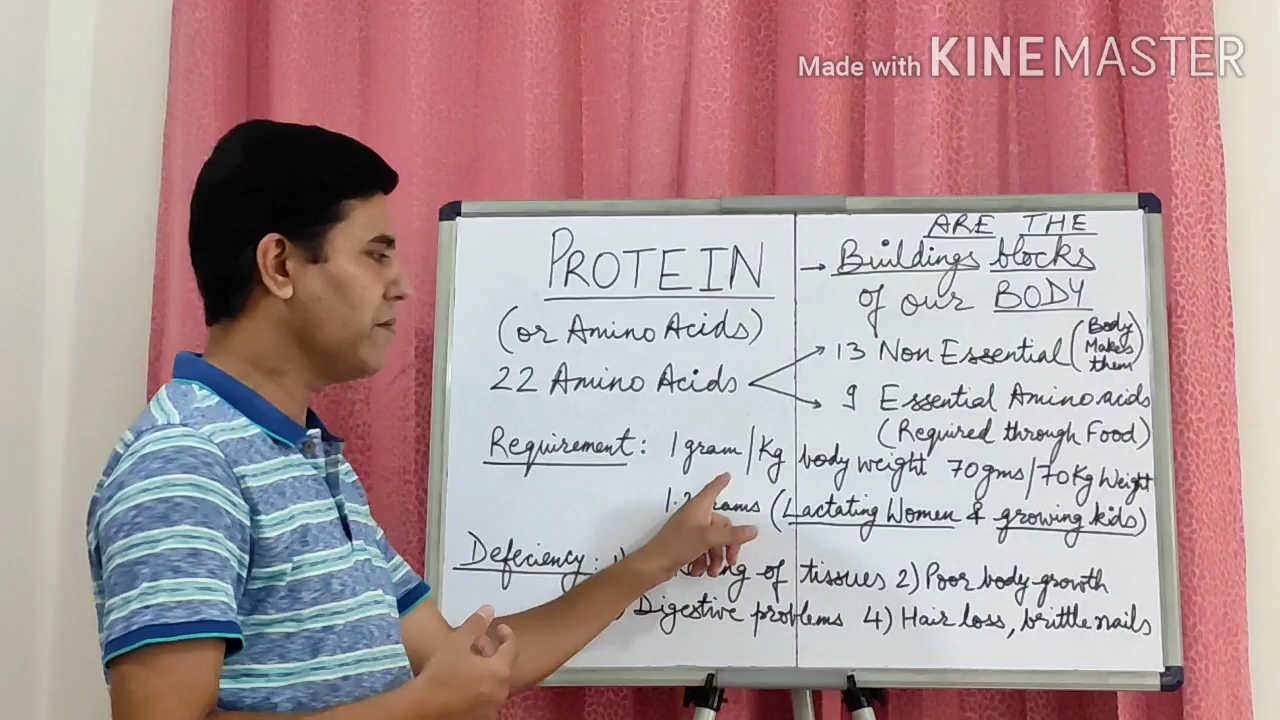 Made with KINEMASTER
PROTEIN
(or Amino Acids)
22 Amino Acids
ARE THE
→ Buildings blocks
of our BODY
13 Non Essential (Body Makes them)
9 Essential Amino acids
(Required through Food)
Requirement: 1 gram/Kg body weight 70gms/70Kg Weight
grams (Lactating Women & growing kids)
Defeciency: of tissues 2) Poor body growth
Digestive problems 4) Hair loss, brittle nails